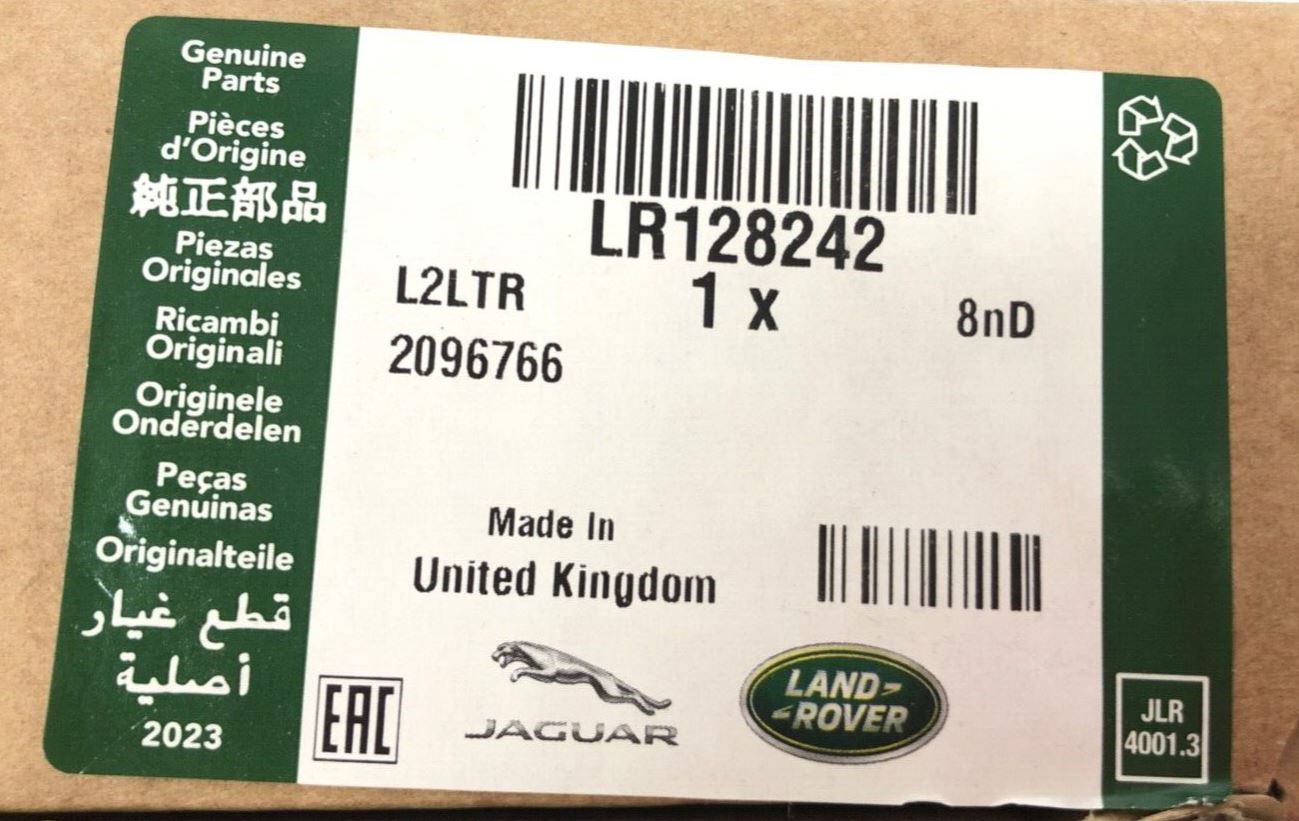 Genuine
Parts
Pièces
d'Origine
純正部品
Piezas
Originales
Ricambi
Originali
Originele
Onderdelen
Peças
Genuinas
Originalteile
قطع غيار
أصلية
2023
LR128242
L2LTR
1 x
8nD
2096766
Made In
United Kingdom
EAC
JAGUAR
LAND-
-ROVER
JLR
4001.3